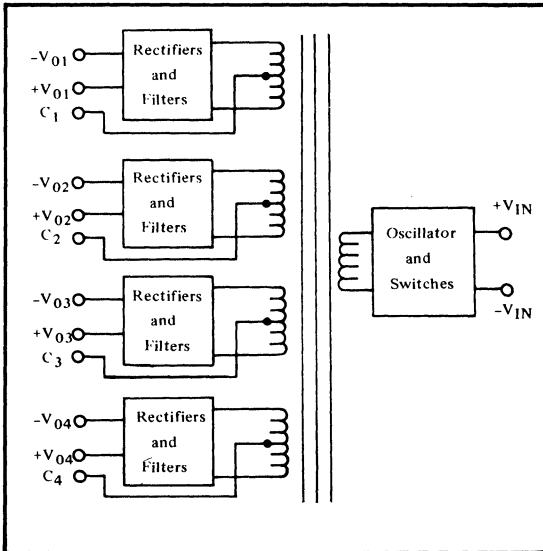 −V01
+V01
C1
Rectifiers
and
Filters
−V02
+V02
C2
Rectifiers
and
Filters
−V03
+V03
C3
Rectifiers
and
Filters
−V04
+V04
C4
Rectifiers
and
Filters
Oscillator
and
Switches
+VIN
−VIN